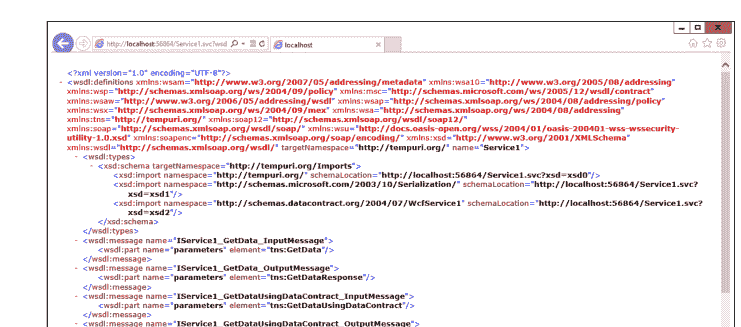 http://localhost:56864/Service1.svc?wsd
localhost
<?xml version="1.0" encoding="UTF-8"?>
- <wsdl:definitions xmlns:wsam="http://www.w3.org/2007/05/addressing/metadata" xmlns:wsa10="http://www.w3.org/2005/08/addressing"
xmlns:wsp="http://schemas.xmlsoap.org/ws/2004/09/policy" xmlns:msc="http://schemas.microsoft.com/ws/2005/12/wsdl/contract"
xmlns:wsaw="http://www.w3.org/2006/05/addressing/wsdl" xmlns:wsap="http://schemas.xmlsoap.org/ws/2004/08/addressing/policy"
xmlns:wsx="http://schemas.xmlsoap.org/ws/2004/09/mex" xmlns:wsa="http://schemas.xmlsoap.org/ws/2004/08/addressing"
xmlns:tns="http://tempuri.org/" xmlns:soap12="http://schemas.xmlsoap.org/wsdl/soap12/"
xmlns:soap="http://schemas.xmlsoap.org/wsdl/soap/" xmlns:wsu="http://docs.oasis-open.org/wss/2004/01/oasis-200401-wss-wssecurity-
utility-1.0.xsd" xmlns:soapenc="http://schemas.xmlsoap.org/soap/encoding/" xmlns:xsd="http://www.w3.org/2001/XMLSchema"
xmlns:wsdl="http://schemas.xmlsoap.org/wsdl/" targetNamespace="http://tempuri.org/" name="Service1">
- <wsdl:types>
- <xsd:schema targetNamespace="http://tempuri.org/Imports">
<xsd:import namespace="http://tempuri.org/" schemaLocation="http://localhost:56864/Service1.svc?xsd=xsd0"/>
<xsd:import namespace="http://schemas.microsoft.com/2003/10/Serialization/" schemaLocation="http://localhost:56864/Service1.svc?
xsd=xsd1"/>
<xsd:import namespace="http://schemas.datacontract.org/2004/07/WcfService1" schemaLocation="http://localhost:56864/Service1.svc?
xsd=xsd2"/>
</xsd:schema>
</wsdl:types>
- <wsdl:message name="IService1_GetData_InputMessage">
<wsdl:part name="parameters" element="tns:GetData"/>
</wsdl:message>
- <wsdl:message name="IService1_GetData_OutputMessage">
<wsdl:part name="parameters" element="tns:GetDataResponse"/>
</wsdl:message>
- <wsdl:message name="IService1_GetDataUsingDataContract_InputMessage">
<wsdl:part name="parameters" element="tns:GetDataUsingDataContract"/>
</wsdl:message>
- <wsdl:message name="IService1_GetDataUsingDataContract_OutputMessage">